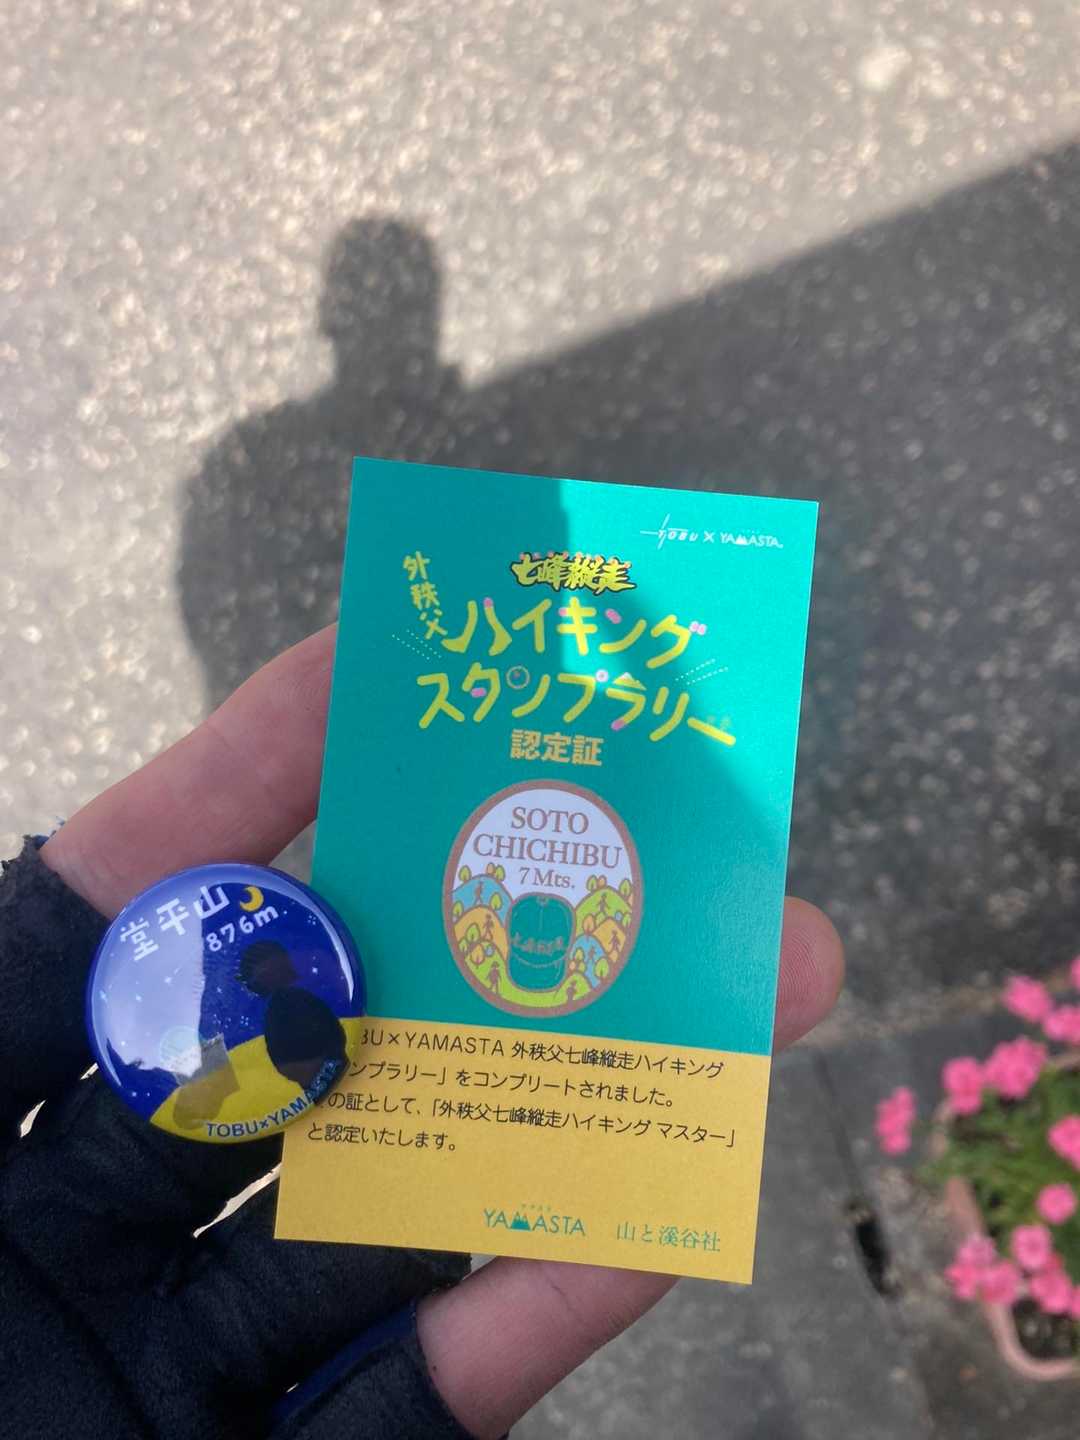 TOBU × YAMASTA
七峰縦走
外秩父
ハイキング
スタンプラリー
認定証
SOTO
CHICHIBU
7 Mts.
七峰縦走
BU×YAMASTA 外秩父七峰縦走ハイキング
ンプラリー」をコンプリートされました。
の証として、「外秩父七峰縦走ハイキング マスター」
と認定いたします。
YAMASTA
山と溪谷社
堂平山
876m
TOBU×YAMASTA